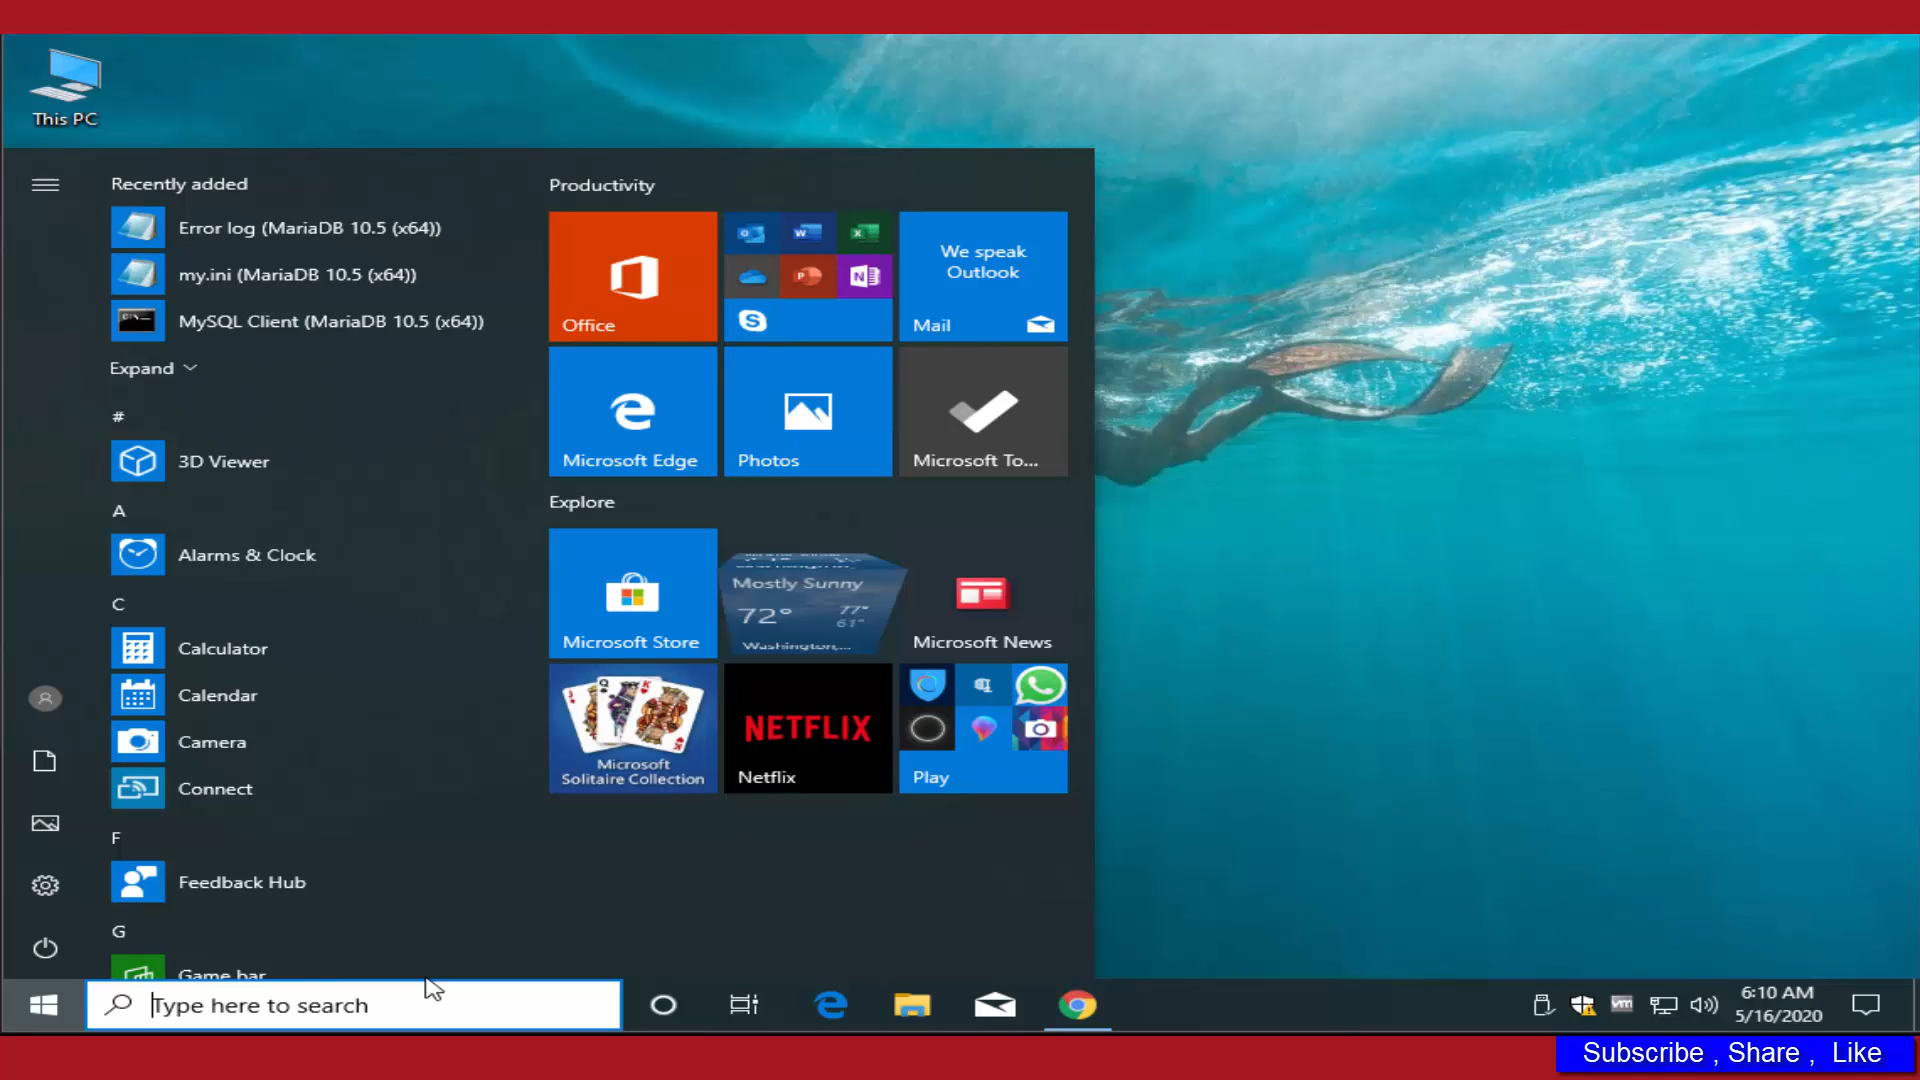 This PC
Recently added
Error log (MariaDB 10.5 (x64))
my.ini (MariaDB 10.5 (x64))
MySQL Client (MariaDB 10.5 (x64))
Expand
#
3D Viewer
A
Alarms & Clock
C
Calculator
Calendar
Camera
Connect
F
Feedback Hub
G
Game bar
Productivity
Office
We speak
Outlook
Mail
Microsoft Edge
Photos
Microsoft To...
Explore
Microsoft Store
Mostly Sunny
72° 77°
61°
Washington,...
Microsoft News
Microsoft
Solitaire Collection
NETFLIX
Netflix
Play
Type here to search
vm
6:10 AM
5/16/2020
Subscribe , Share , Like